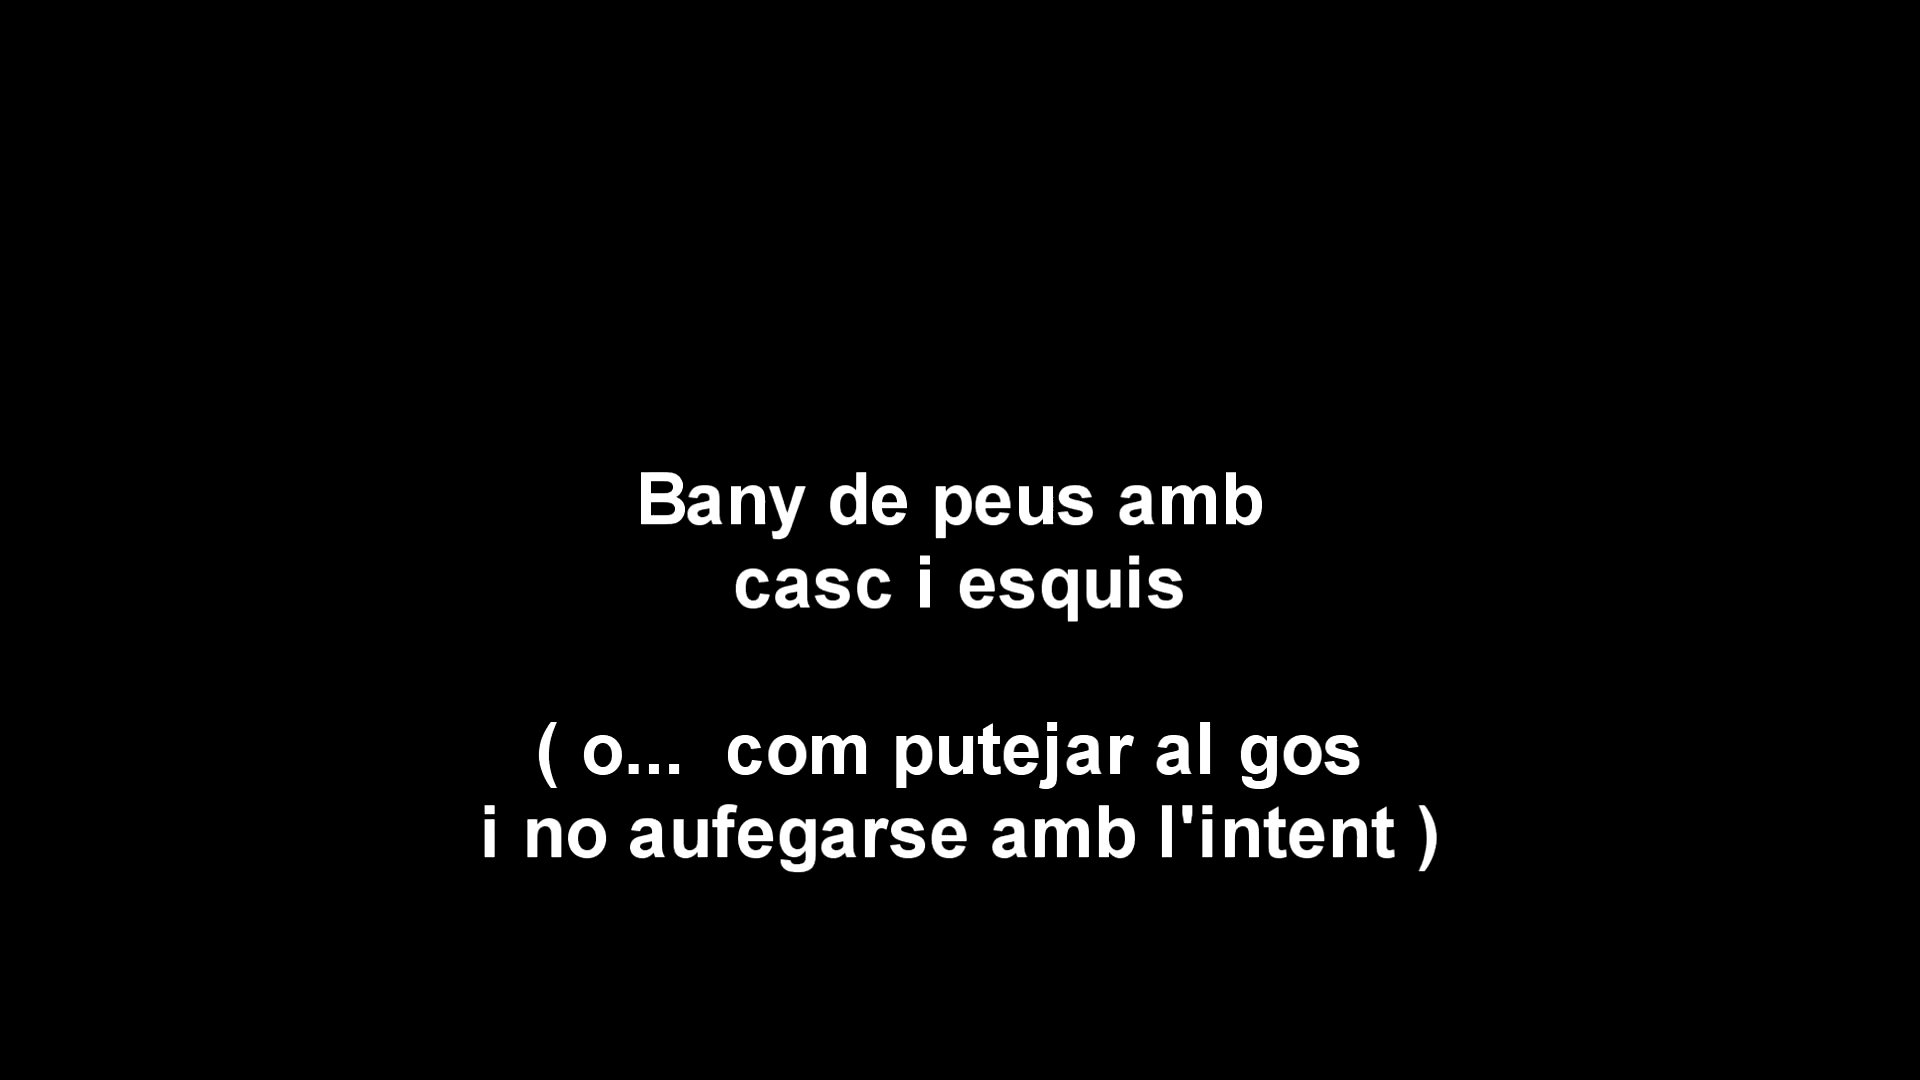 Bany de peus amb
casc i esquis
( o...  com putejar al gos
i no aufegarse amb l'intent )